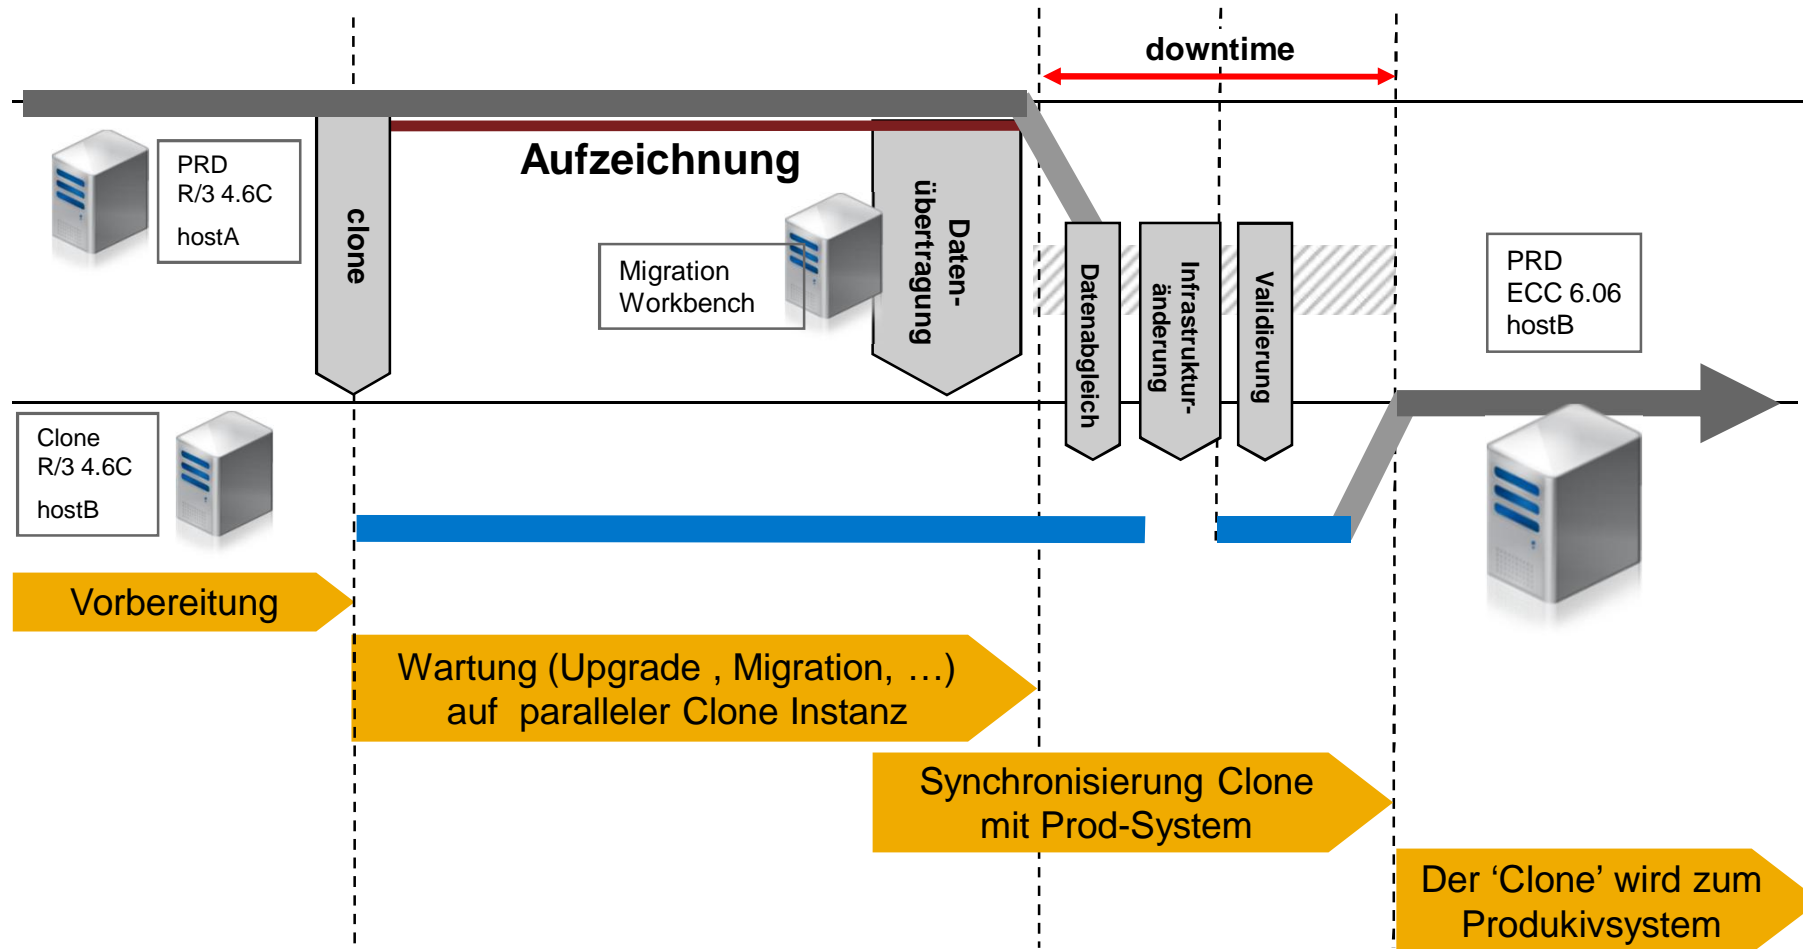 downtime
PRD
R/3 4.6C
hostA
clone
Aufzeichnung
Migration
Workbench
Daten-
übertragung
Datenabgleich
Infrastruktur-
änderung
Validierung
PRD
ECC 6.06
hostB
Clone
R/3 4.6C
hostB
Vorbereitung
Wartung (Upgrade , Migration, …)
auf  paralleler Clone Instanz
Synchronisierung Clone
mit Prod-System
Der ‘Clone’ wird zum
Produkivsystem